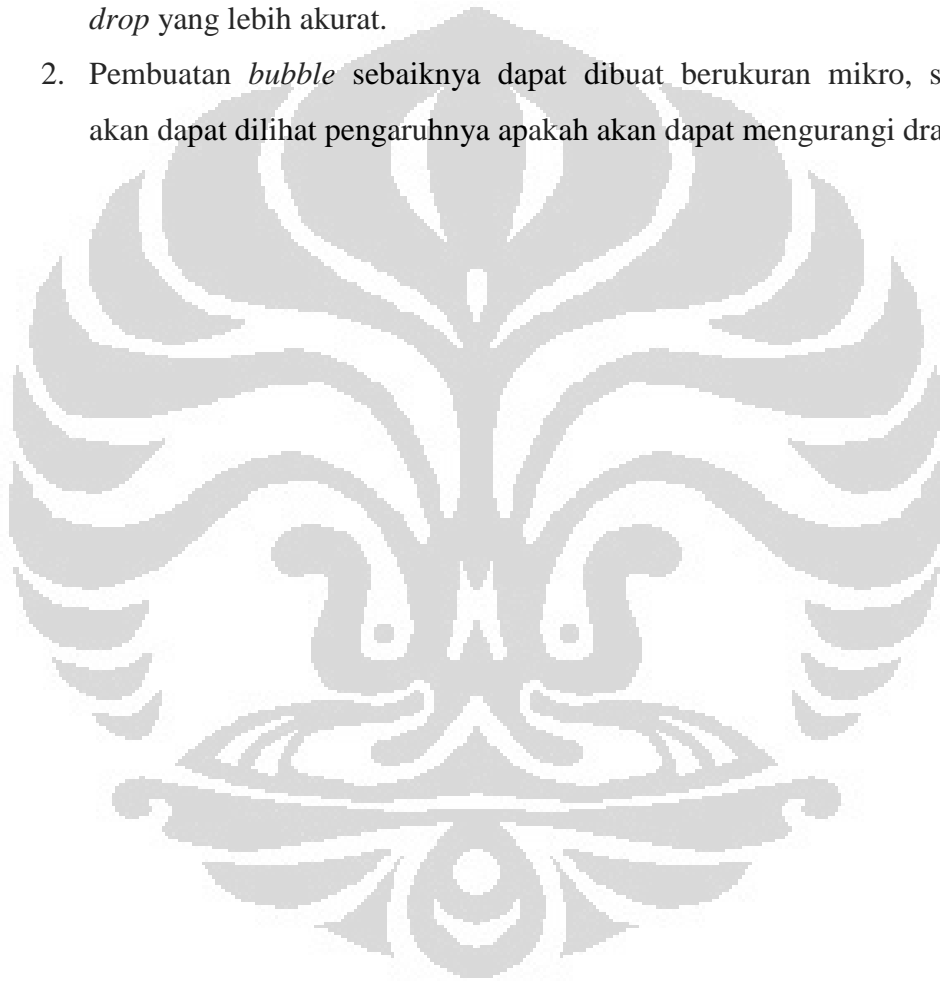 drop yang lebih akurat.
2. Pembuatan bubble sebaiknya dapat dibuat berukuran mikro,
akan dapat dilihat pengaruhnya apakah akan dapat mengurangi